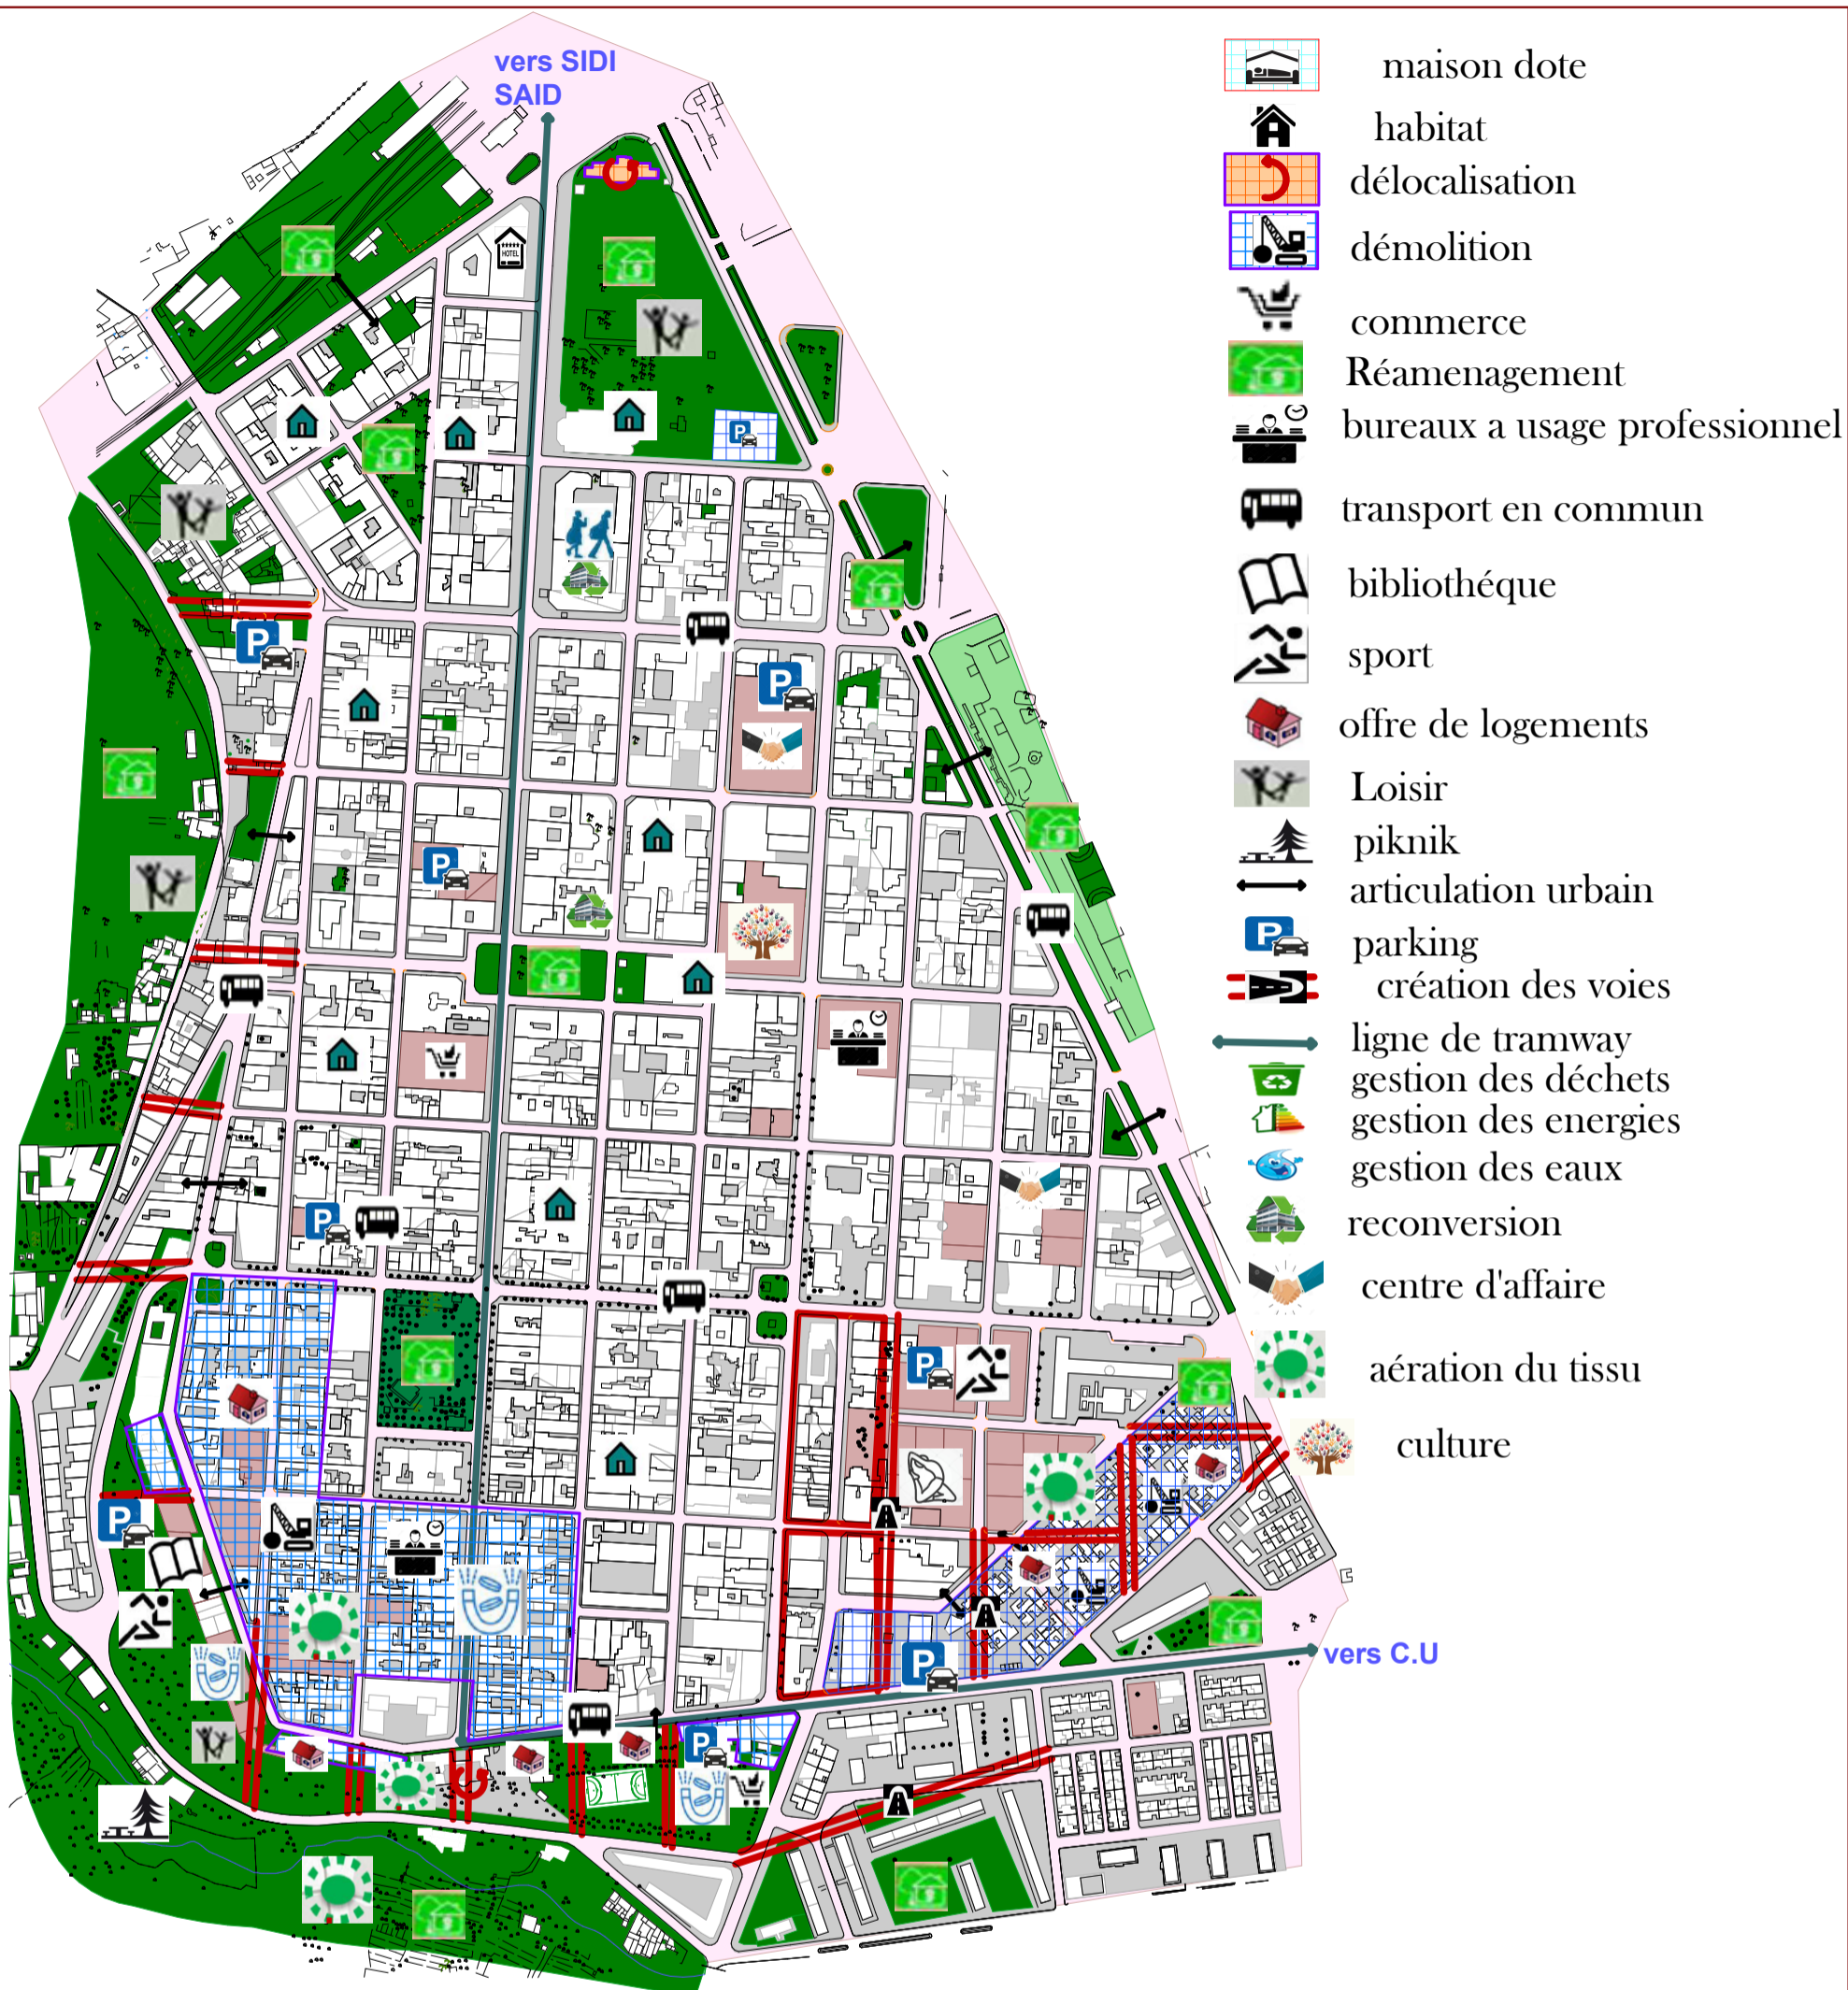 vers SIDI
SAID
HOTEL
P
P
P
P
P
P
P
P
P
vers C.U
maison dote
habitat
délocalisation
démolition
commerce
Réamenagement
bureaux a usage professionnel
transport en commun
bibliothéque
sport
offre de logements
Loisir
piknik
articulation urbain
P
parking
création des voies
ligne de tramway
gestion des déchets
gestion des energies
gestion des eaux
reconversion
centre d'affaire
aération du tissu
culture